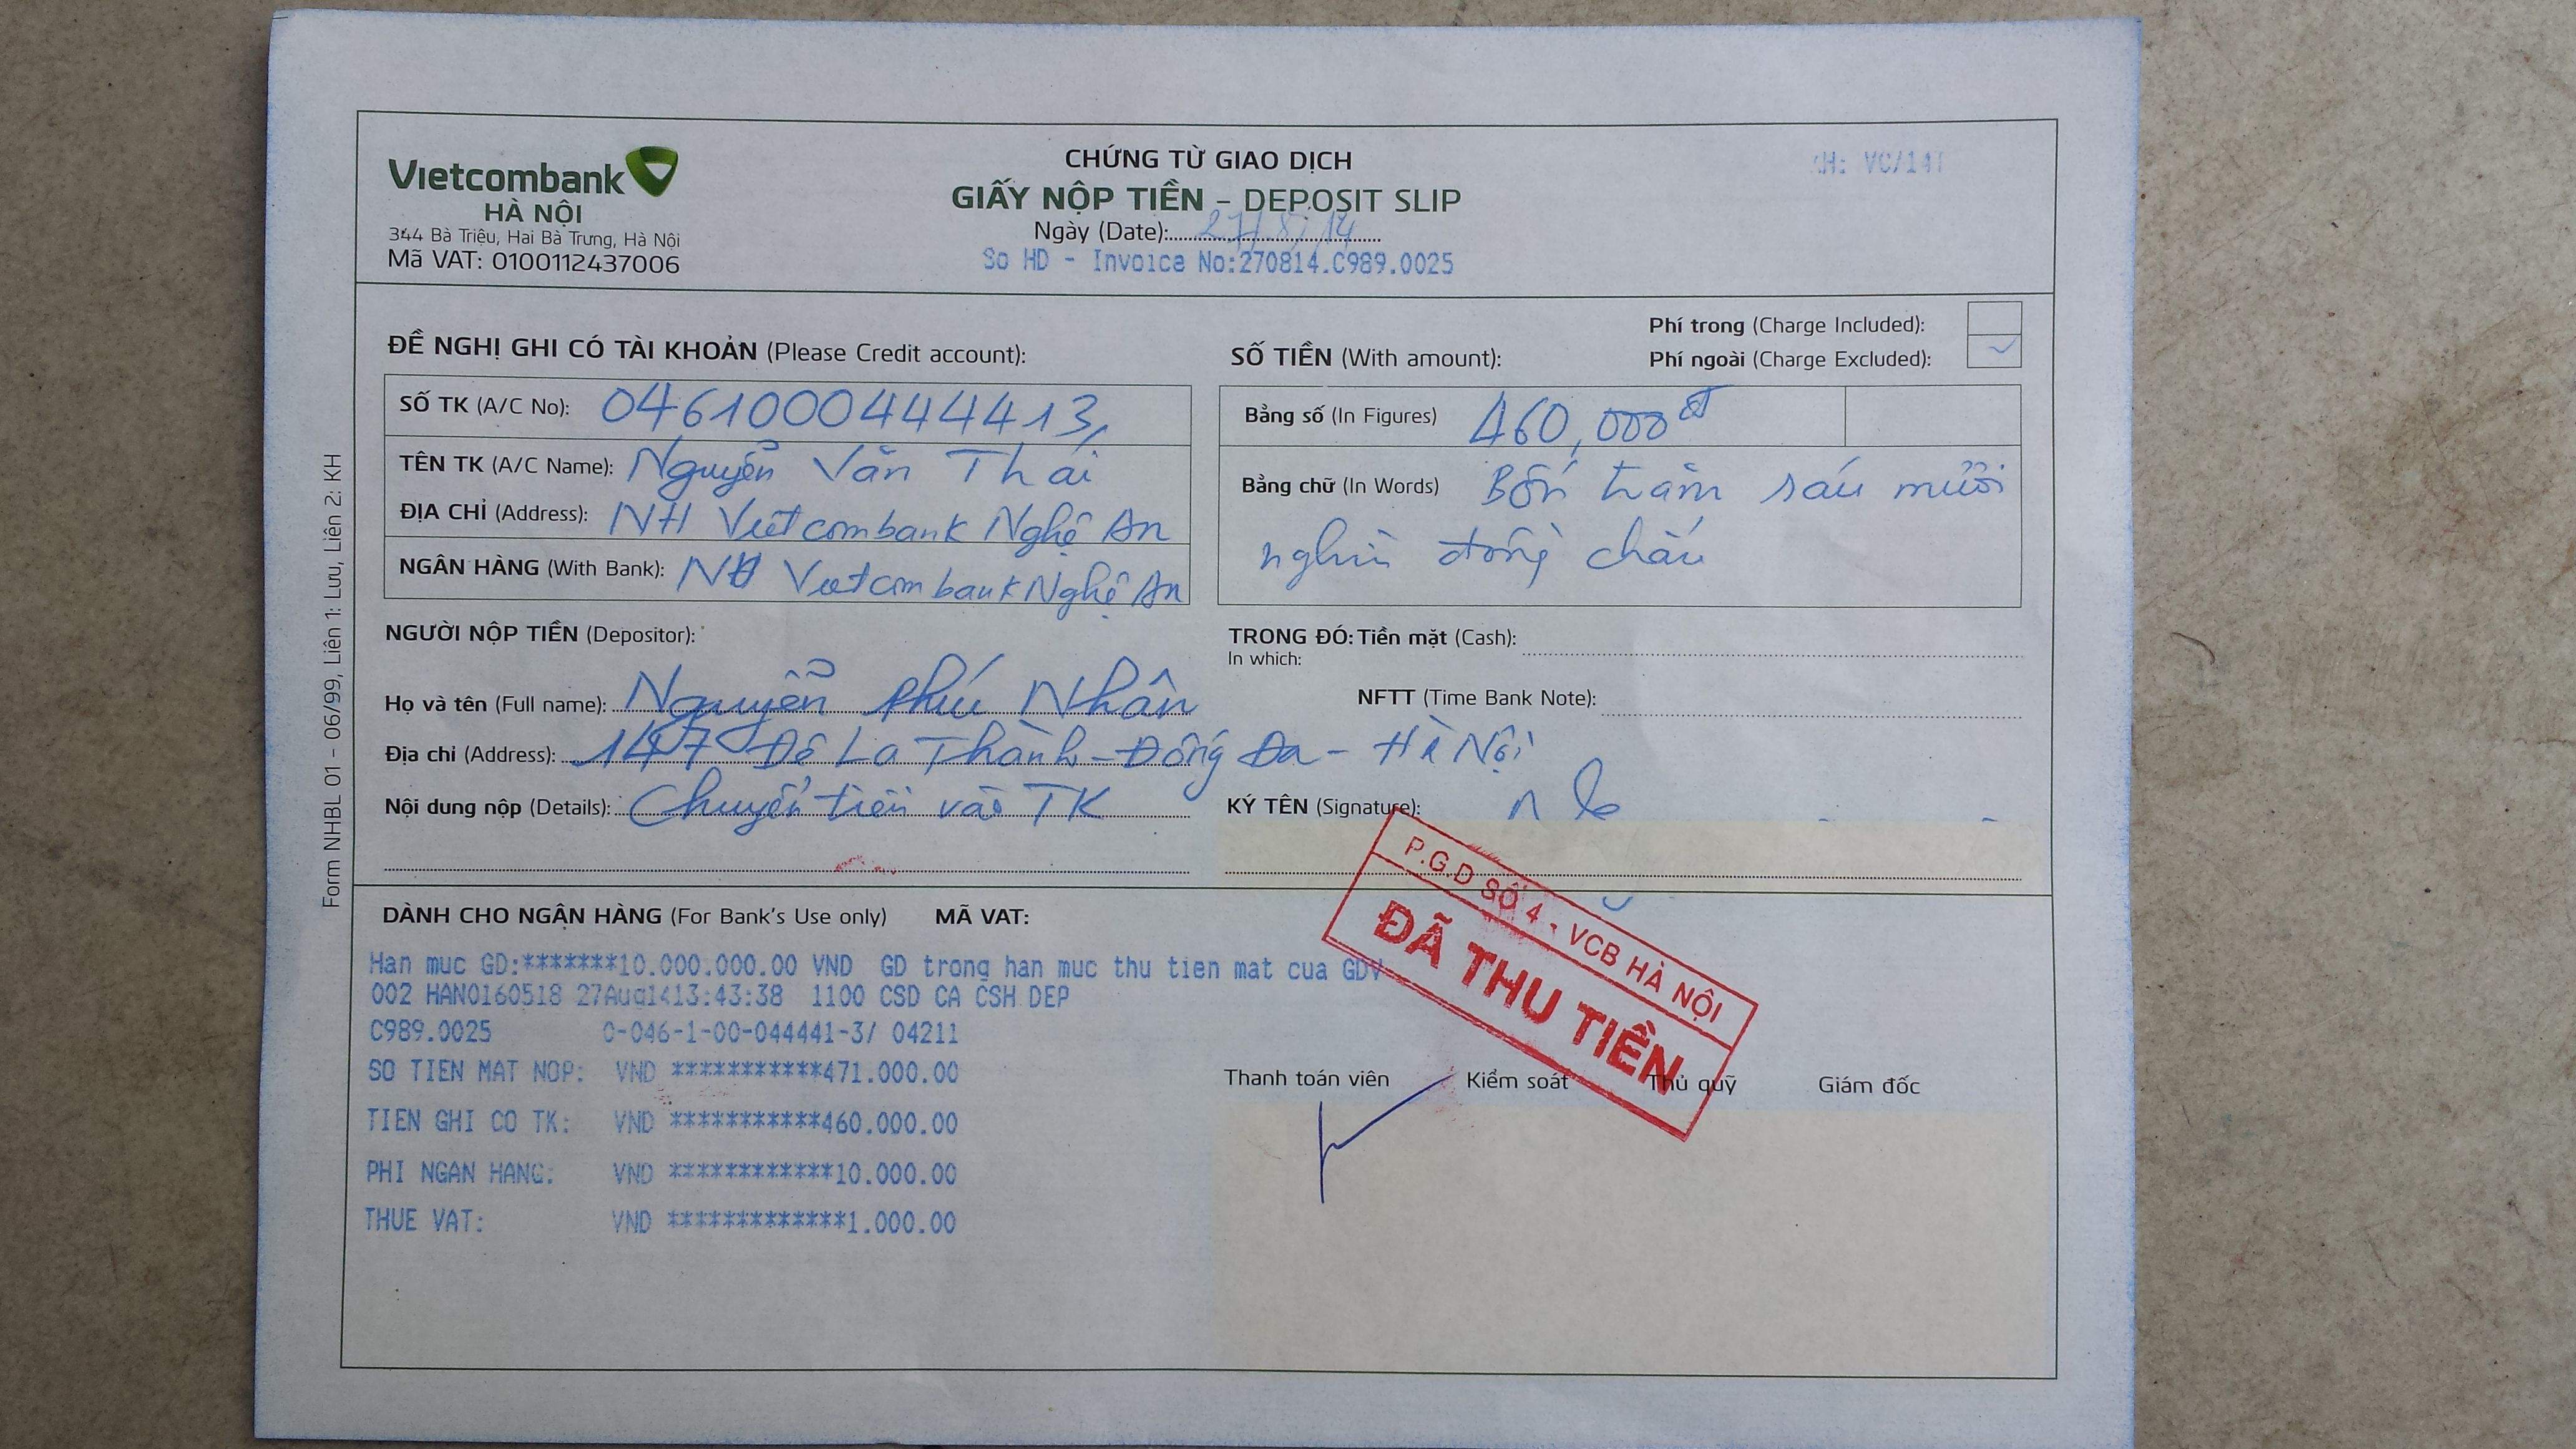 Vietcombank
HÀ NỘI
344 Bà Triệu, Hai Bà Trưng, Hà Nội
Mã VAT: 0100112437006
CHỨNG TỪ GIAO DỊCH
GIẤY NỘP TIỀN – DEPOSIT SLIP
Ngày (Date): 27/8/14
So HD - Invoice No:270814.C989.0025
KH: VC/14T
ĐỀ NGHỊ GHI CÓ TÀI KHOẢN (Please Credit account):
SỐ TK (A/C No): 0461000444413,
TÊN TK (A/C Name): Nguyễn Văn Thái
ĐỊA CHỈ (Address): NH Vietcombank Nghệ An
NGÂN HÀNG (With Bank): NH Vietcombank Nghệ An
Phí trong (Charge Included):
SỐ TIỀN (With amount): Phí ngoài (Charge Excluded):
Bằng số (In Figures) 460,000đ
Bằng chữ (In Words) Bốn trăm sáu mười
nghìn đồng chẵn
NGƯỜI NỘP TIỀN (Depositor):
Họ và tên (Full name): Nguyễn Phú Nhân
Địa chỉ (Address): 147 Đê La Thành - Đống Đa - Hà Nội
Nội dung nộp (Details): Chuyển tiền vào TK
TRONG ĐÓ: Tiền mặt (Cash):
In which:
NFTT (Time Bank Note):
KÝ TÊN (Signature):
P.G.D SỐ 4 - VCB HÀ NỘI
ĐÃ THU TIỀN
DÀNH CHO NGÂN HÀNG (For Bank's Use only) MÃ VAT:
Han muc GD:*******10.000.000.00 VND GD trong han muc thu tien mat cua GDV
002 HAN0160518 27Aug1413:43:38 1100 CSD CA CSH DEP
C989.0025 0-046-1-00-044441-3/ 04211
SO TIEN MAT NOP: VND ***********471.000.00
TIEN GHI CO TK: VND ***********460.000.00
PHI NGAN HANG: VND ************10.000.00
THUE VAT: VND *************1.000.00
Thanh toán viên Kiểm soát Thủ quỹ Giám đốc
Form NHBL 01 - 06/99, Liên 1: Lưu, Liên 2: KH